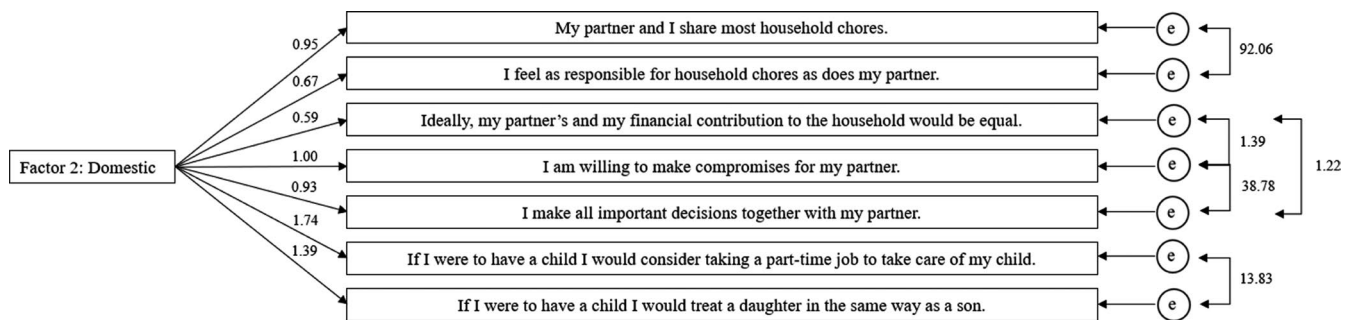 My partner and I share most household chores.
e
0.95
92.06
0.67
I feel as responsible for household chores as does my partner.
e
0.59
Ideally, my partner’s and my financial contribution to the household would be equal.
e
1.39
Factor 2: Domestic
1.00
I am willing to make compromises for my partner.
e
1.22
0.93
38.78
I make all important decisions together with my partner.
e
1.74
1.39
If I were to have a child I would consider taking a part-time job to take care of my child.
e
13.83
If I were to have a child I would treat a daughter in the same way as a son.
e